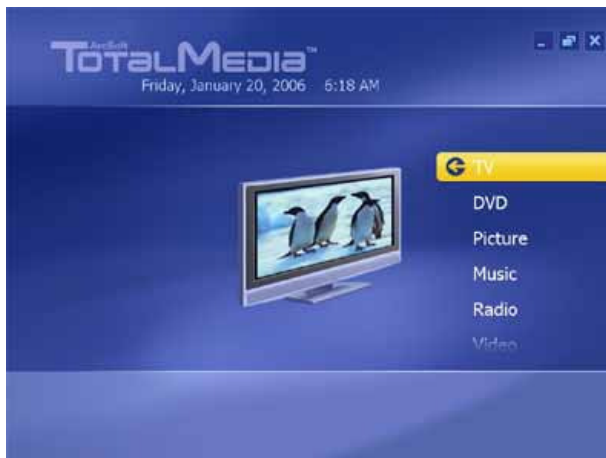 ArcSoft
TOTALMEDIA™
Friday, January 20, 2006 6:18 AM
TV
DVD
Picture
Music
Radio
Video